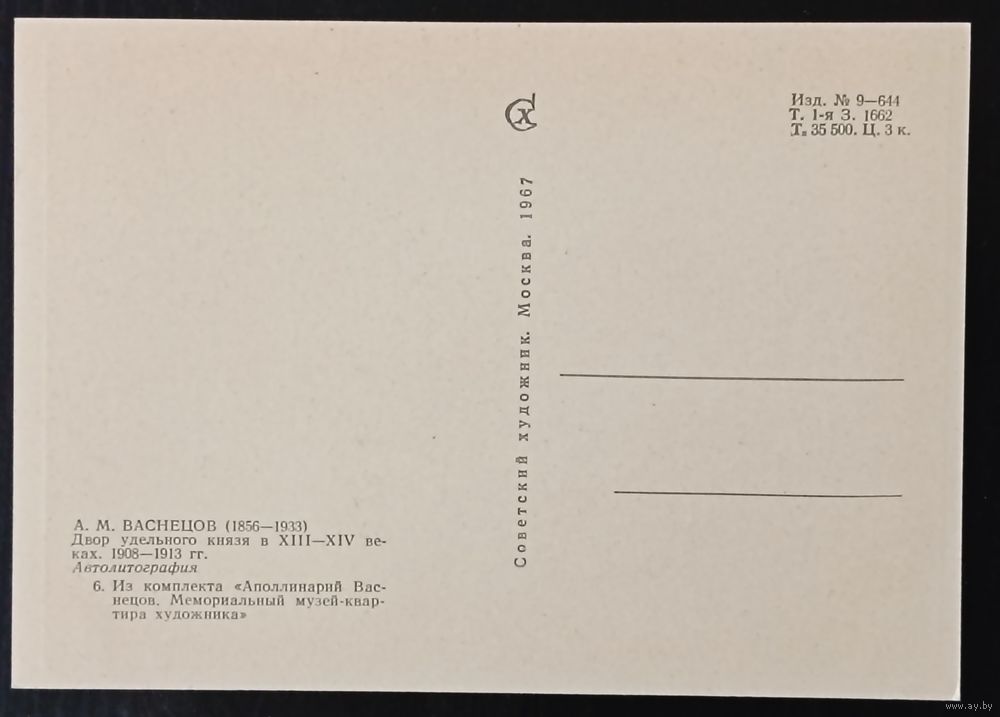 Изд. № 9—644
Т. 1-я З. 1662
Т. 35 500. Ц. 3 к.
Советский художник. Москва. 1967
А. М. ВАСНЕЦОВ (1856—1933)
Двор удельного князя в XIII—XIV ве-
ках. 1908—1913 гг.
Автолитография
6. Из комплекта «Аполлинарий Вас-
нецов. Мемориальный музей-квар-
тира художника»
www.ay.by